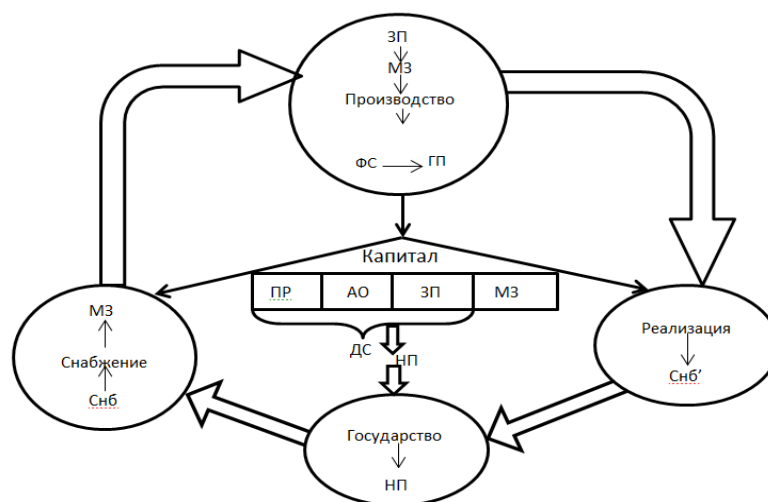 ЗП
МЗ
Производство
ФС ГП
Капитал
ПР АО ЗП МЗ
ДС НП
МЗ
Снабжение
Снб
Реализация
Снб’
Государство
НП